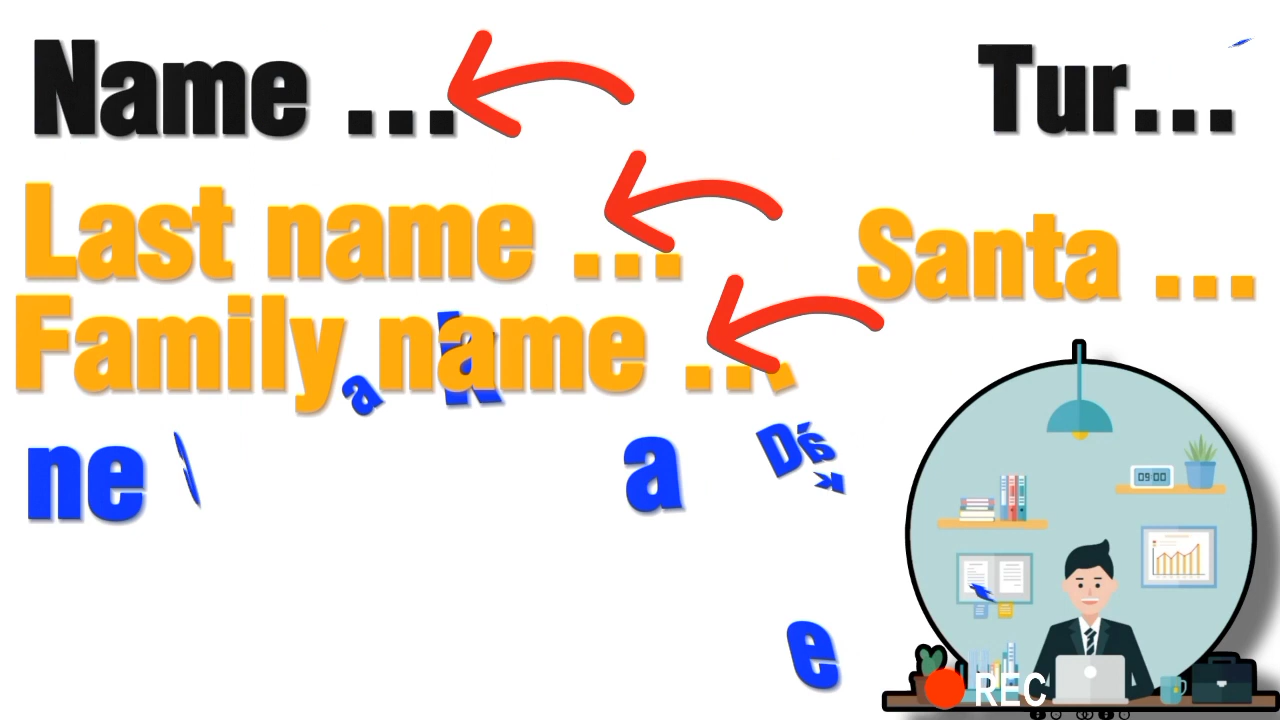 Name ...
Tur...
Last name ...
Santa ...
Family name ...
ne
a
e
09:00
REC